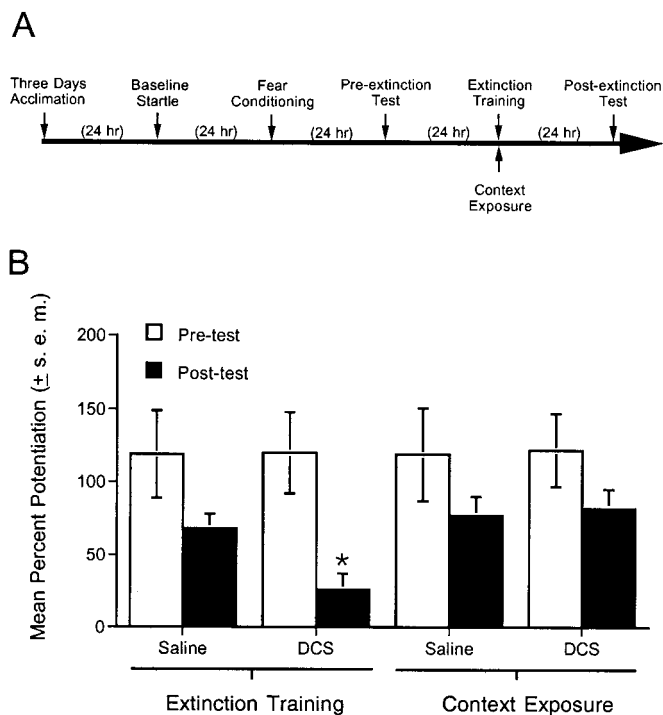 A
Three Days Acclimation
Baseline Startle
Fear Conditioning
Pre-extinction Test
Extinction Training
Post-extinction Test
(24 hr) (24 hr) (24 hr) (24 hr) (24 hr)
Context Exposure
B
Mean Percent Potentiation (± s. e. m.)
200
150
100
50
0
Pre-test
Post-test
*
Saline DCS Saline DCS
Extinction Training Context Exposure